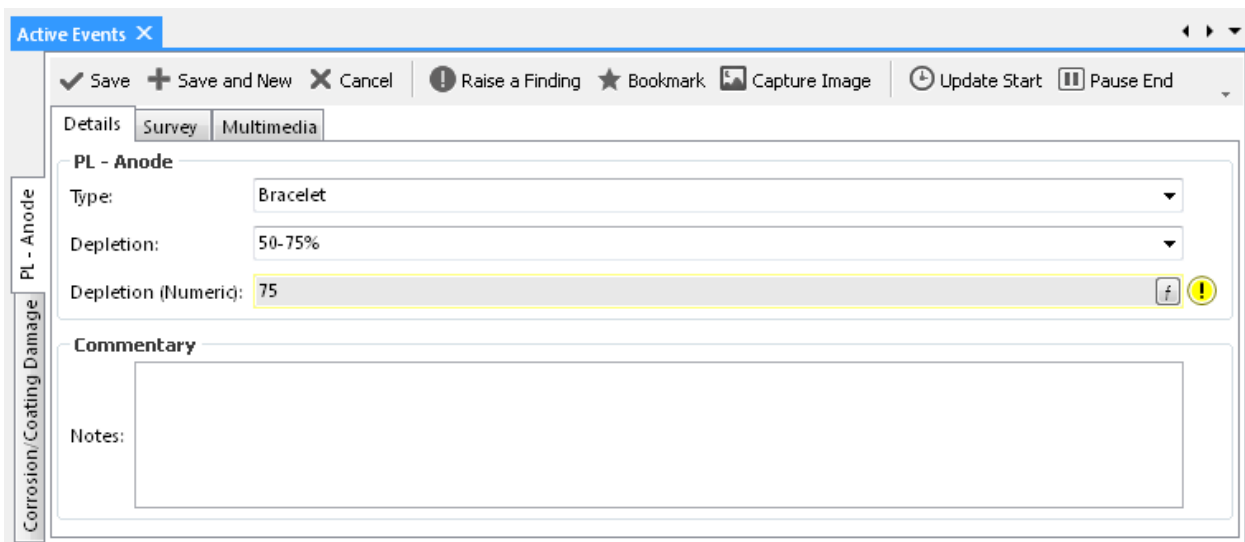 Active Events
Save Save and New Cancel Raise a Finding Bookmark Capture Image Update Start Pause End
Details Survey Multimedia
PL - Anode
Corrosion/Coating Damage
PL - Anode
Type: Bracelet
Depletion: 50-75%
Depletion (Numeric): 75 f
Commentary
Notes: